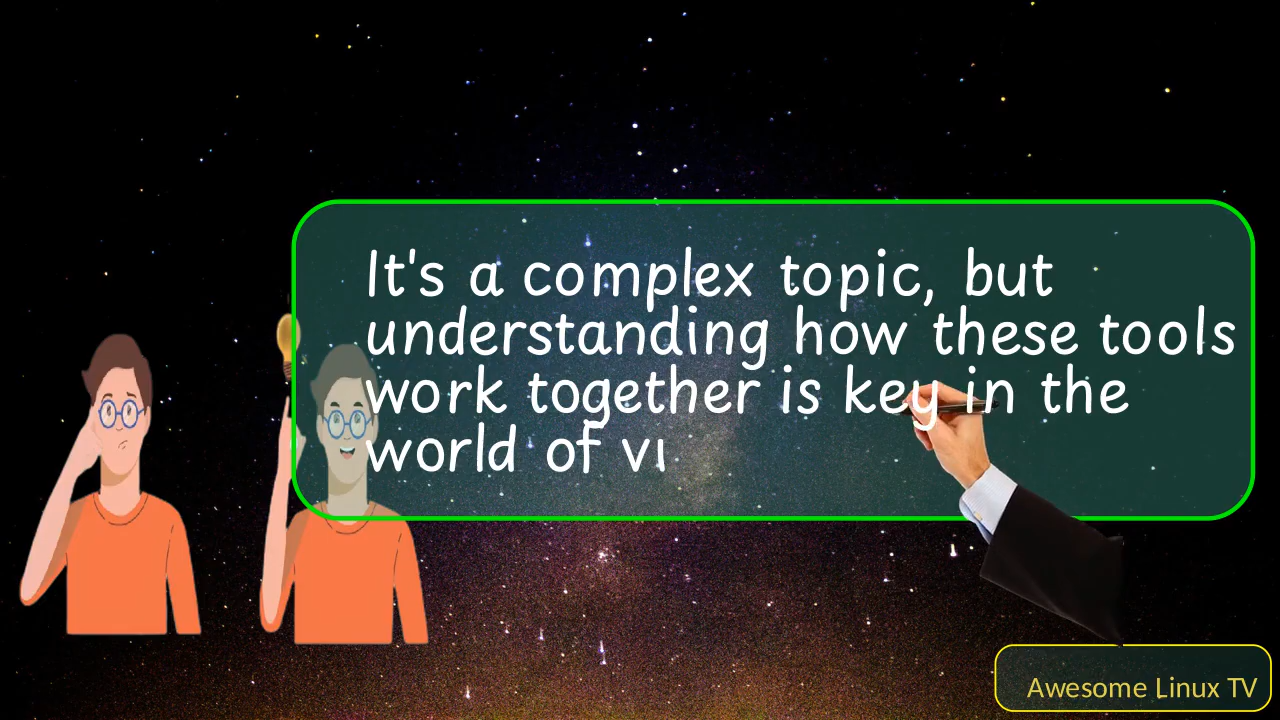 It's a complex topic, but
understanding how these tools
work together is key in the
world of vı
Awesome Linux TV